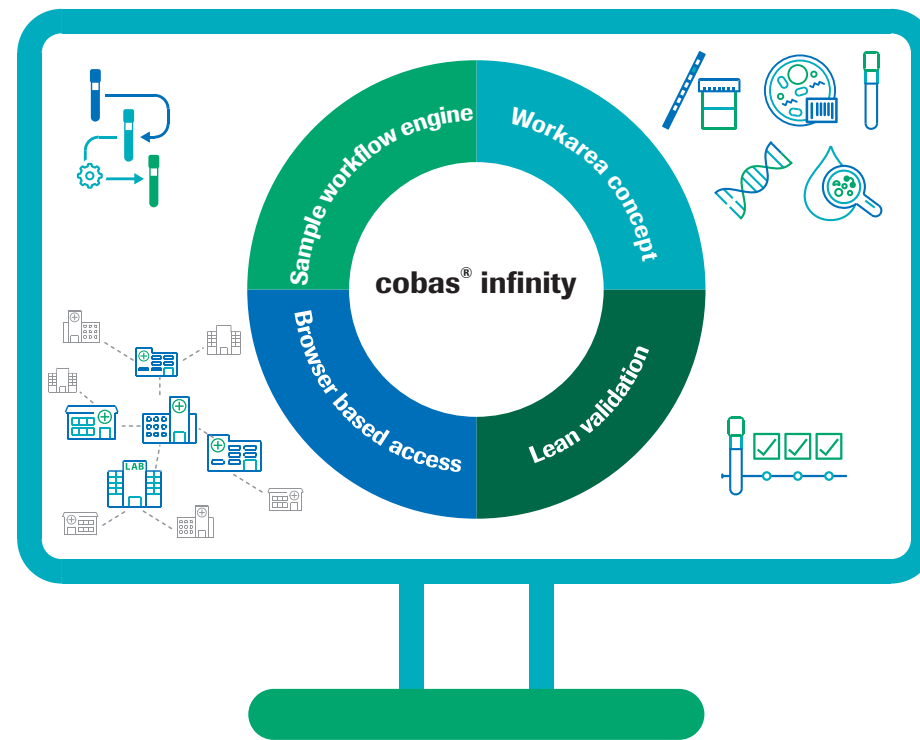 Sample workflow engine
Workarea concept
cobas® infinity
Browser based access
Lean validation
LAB